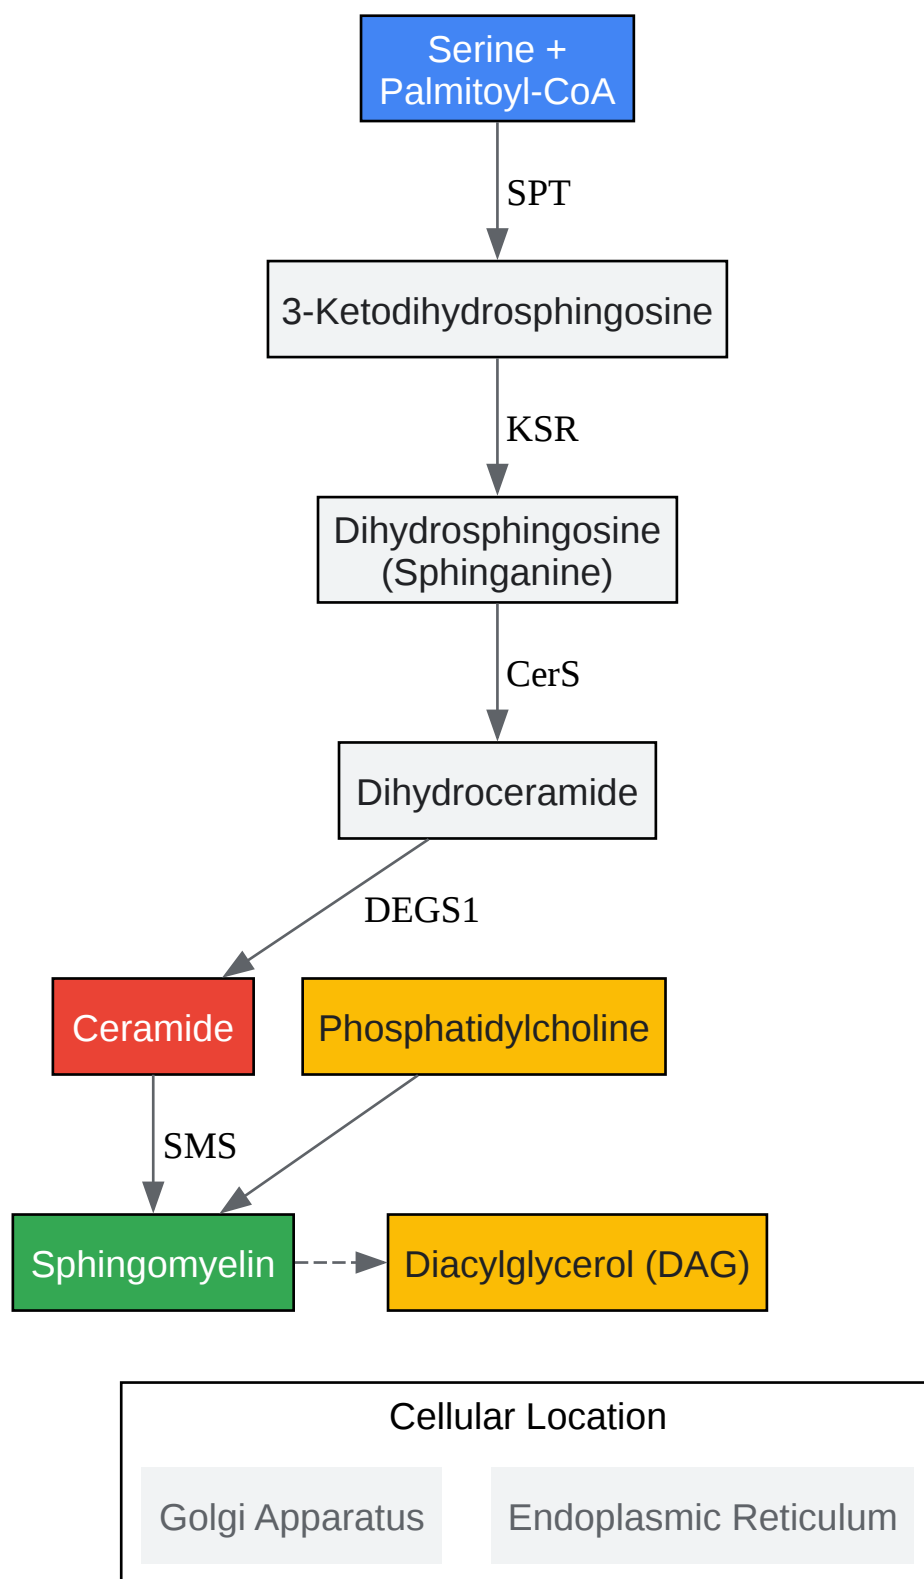 Serine +
Palmitoyl-CoA
SPT
3-Ketodihydrosphingosine
KSR
Dihydrosphingosine
(Sphinganine)
CerS
Dihydroceramide
DEGS1
Ceramide
Phosphatidylcholine
SMS
Sphingomyelin
Diacylglycerol (DAG)
Cellular Location
Golgi Apparatus
Endoplasmic Reticulum